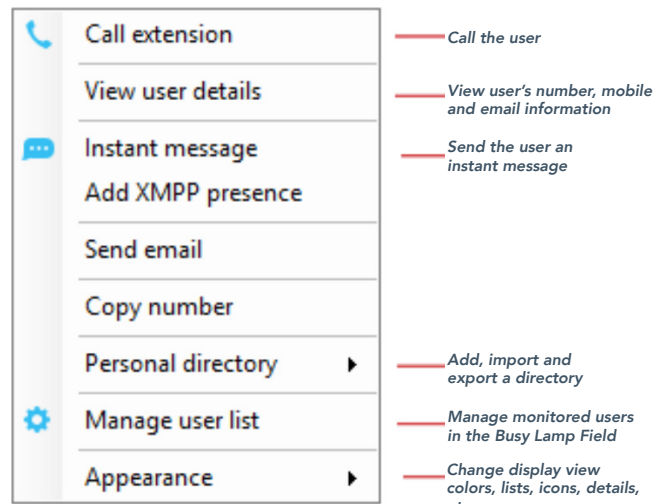 Call extension
Call the user
View user details
View user's number, mobile
and email information
Instant message
Send the user an
instant message
Add XMPP presence
Send email
Copy number
Personal directory
Add, import and
export a directory
Manage user list
Manage monitored users
in the Busy Lamp Field
Appearance
Change display view
colors, lists, icons, details,